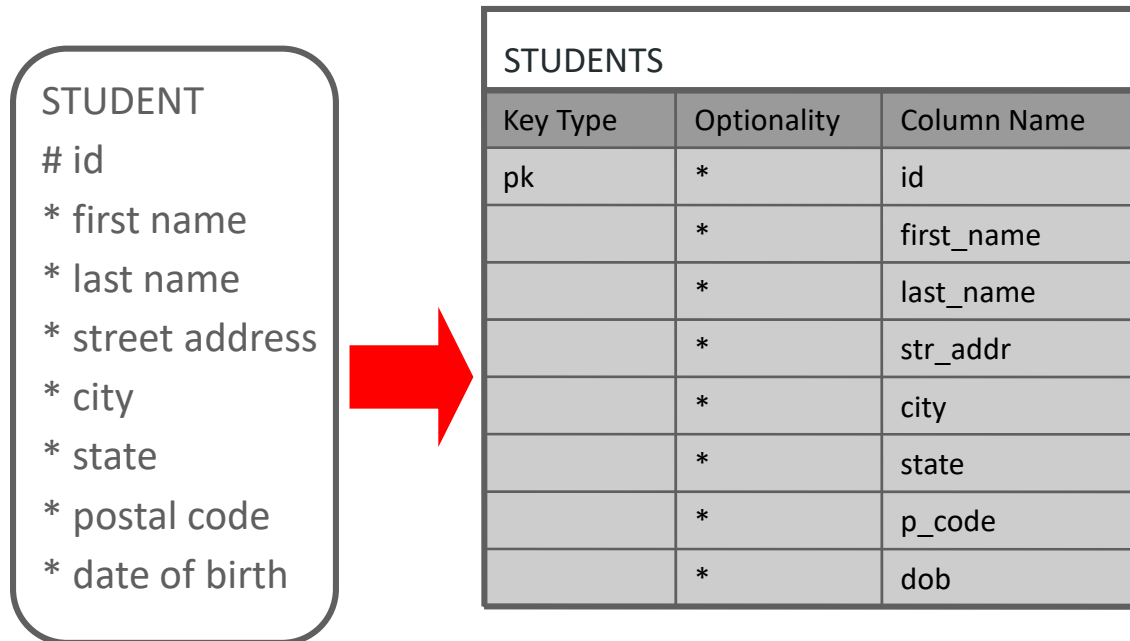 STUDENT
# id
* first name
* last name
* street address
* city
* state
* postal code
* date of birth
STUDENTS
Key Type Optionality Column Name
pk * id
* first_name
* last_name
* str_addr
* city
* state
* p_code
* dob